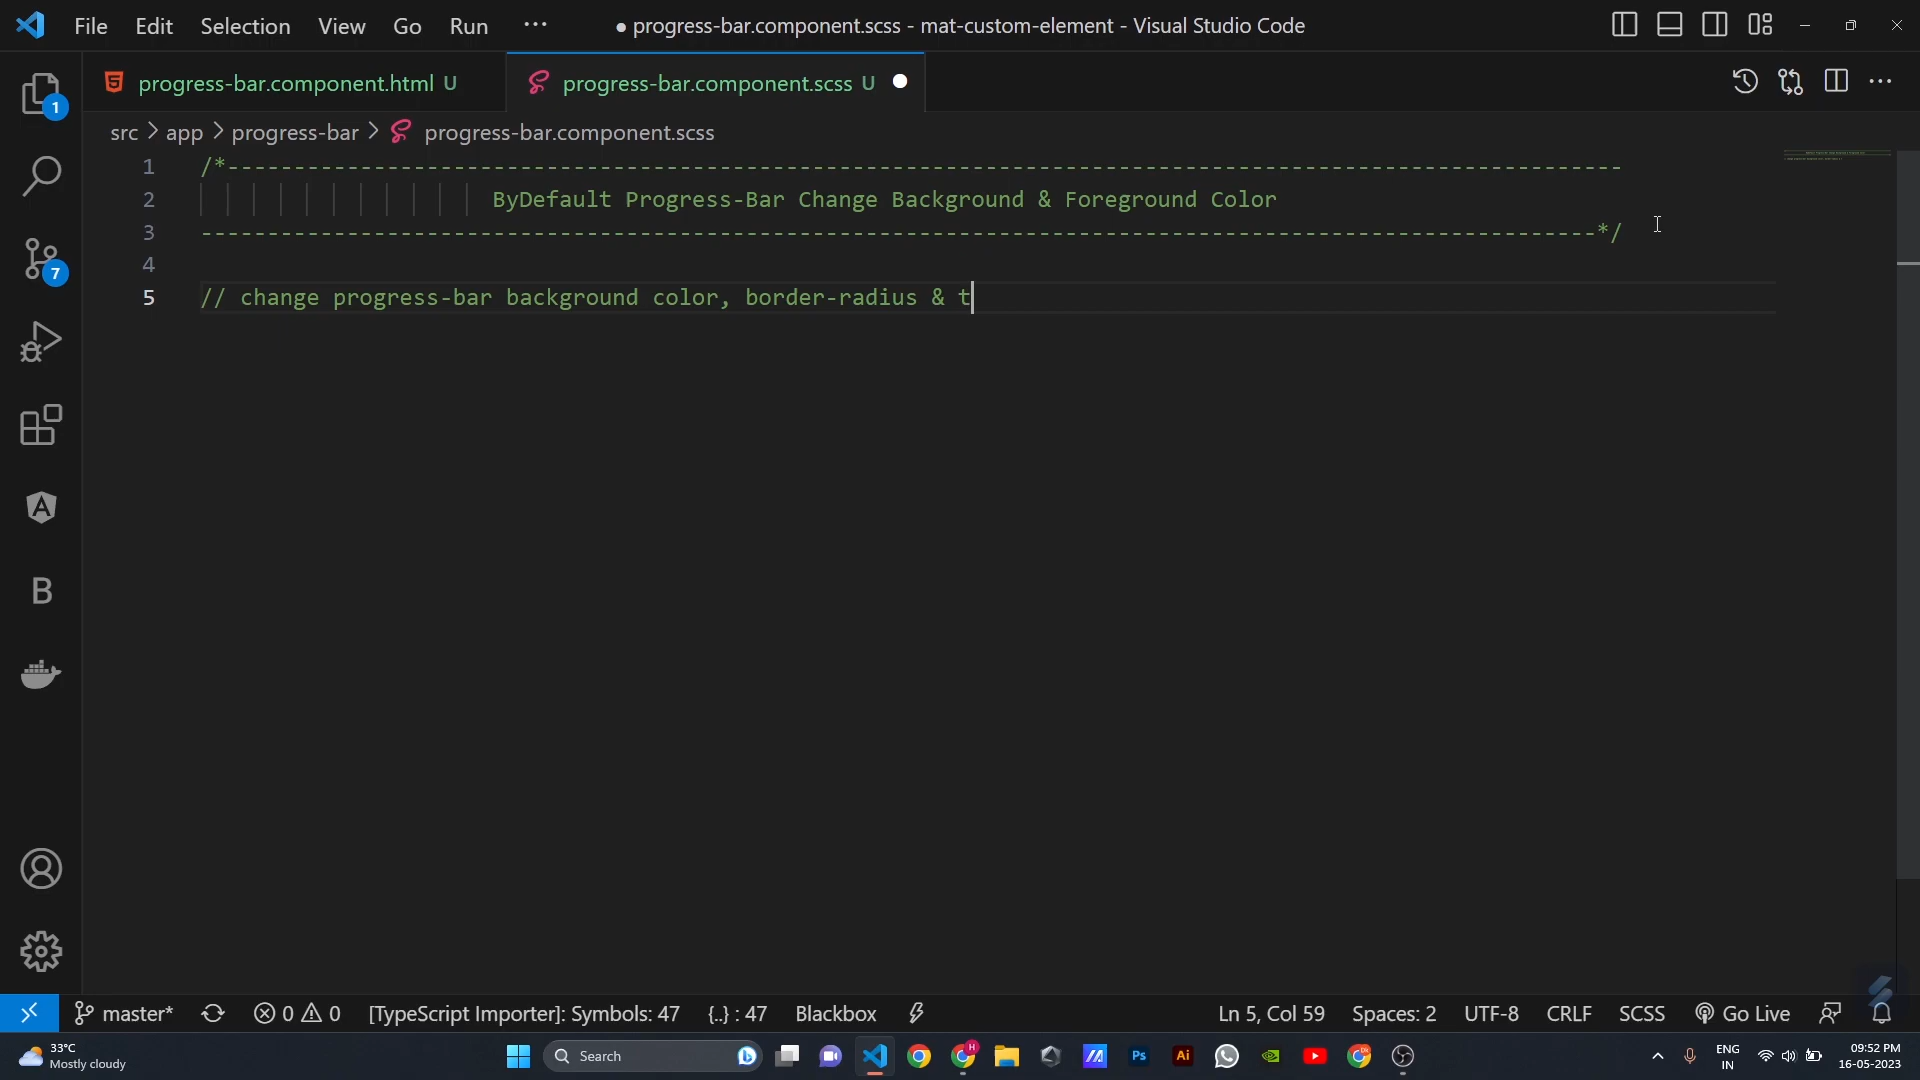 File Edit Selection View Go Run ··· ● progress-bar.component.scss - mat-custom-element - Visual Studio Code
progress-bar.component.html U progress-bar.component.scss U
src > app > progress-bar > progress-bar.component.scss
1 /*---------------------------------------------------------------------------------------------------------
2 ByDefault Progress-Bar Change Background & Foreground Color
3 ---------------------------------------------------------------------------------------------------------*/
4
5 // change progress-bar background color, border-radius & t
1
7
B
master* 0 0 [TypeScript Importer]: Symbols: 47 {..} : 47 Blackbox Ln 5, Col 59 Spaces: 2 UTF-8 CRLF SCSS Go Live
33°C
Mostly cloudy
Search
H
Ps
Ai
ENG
IN
09:52 PM
16-05-2023